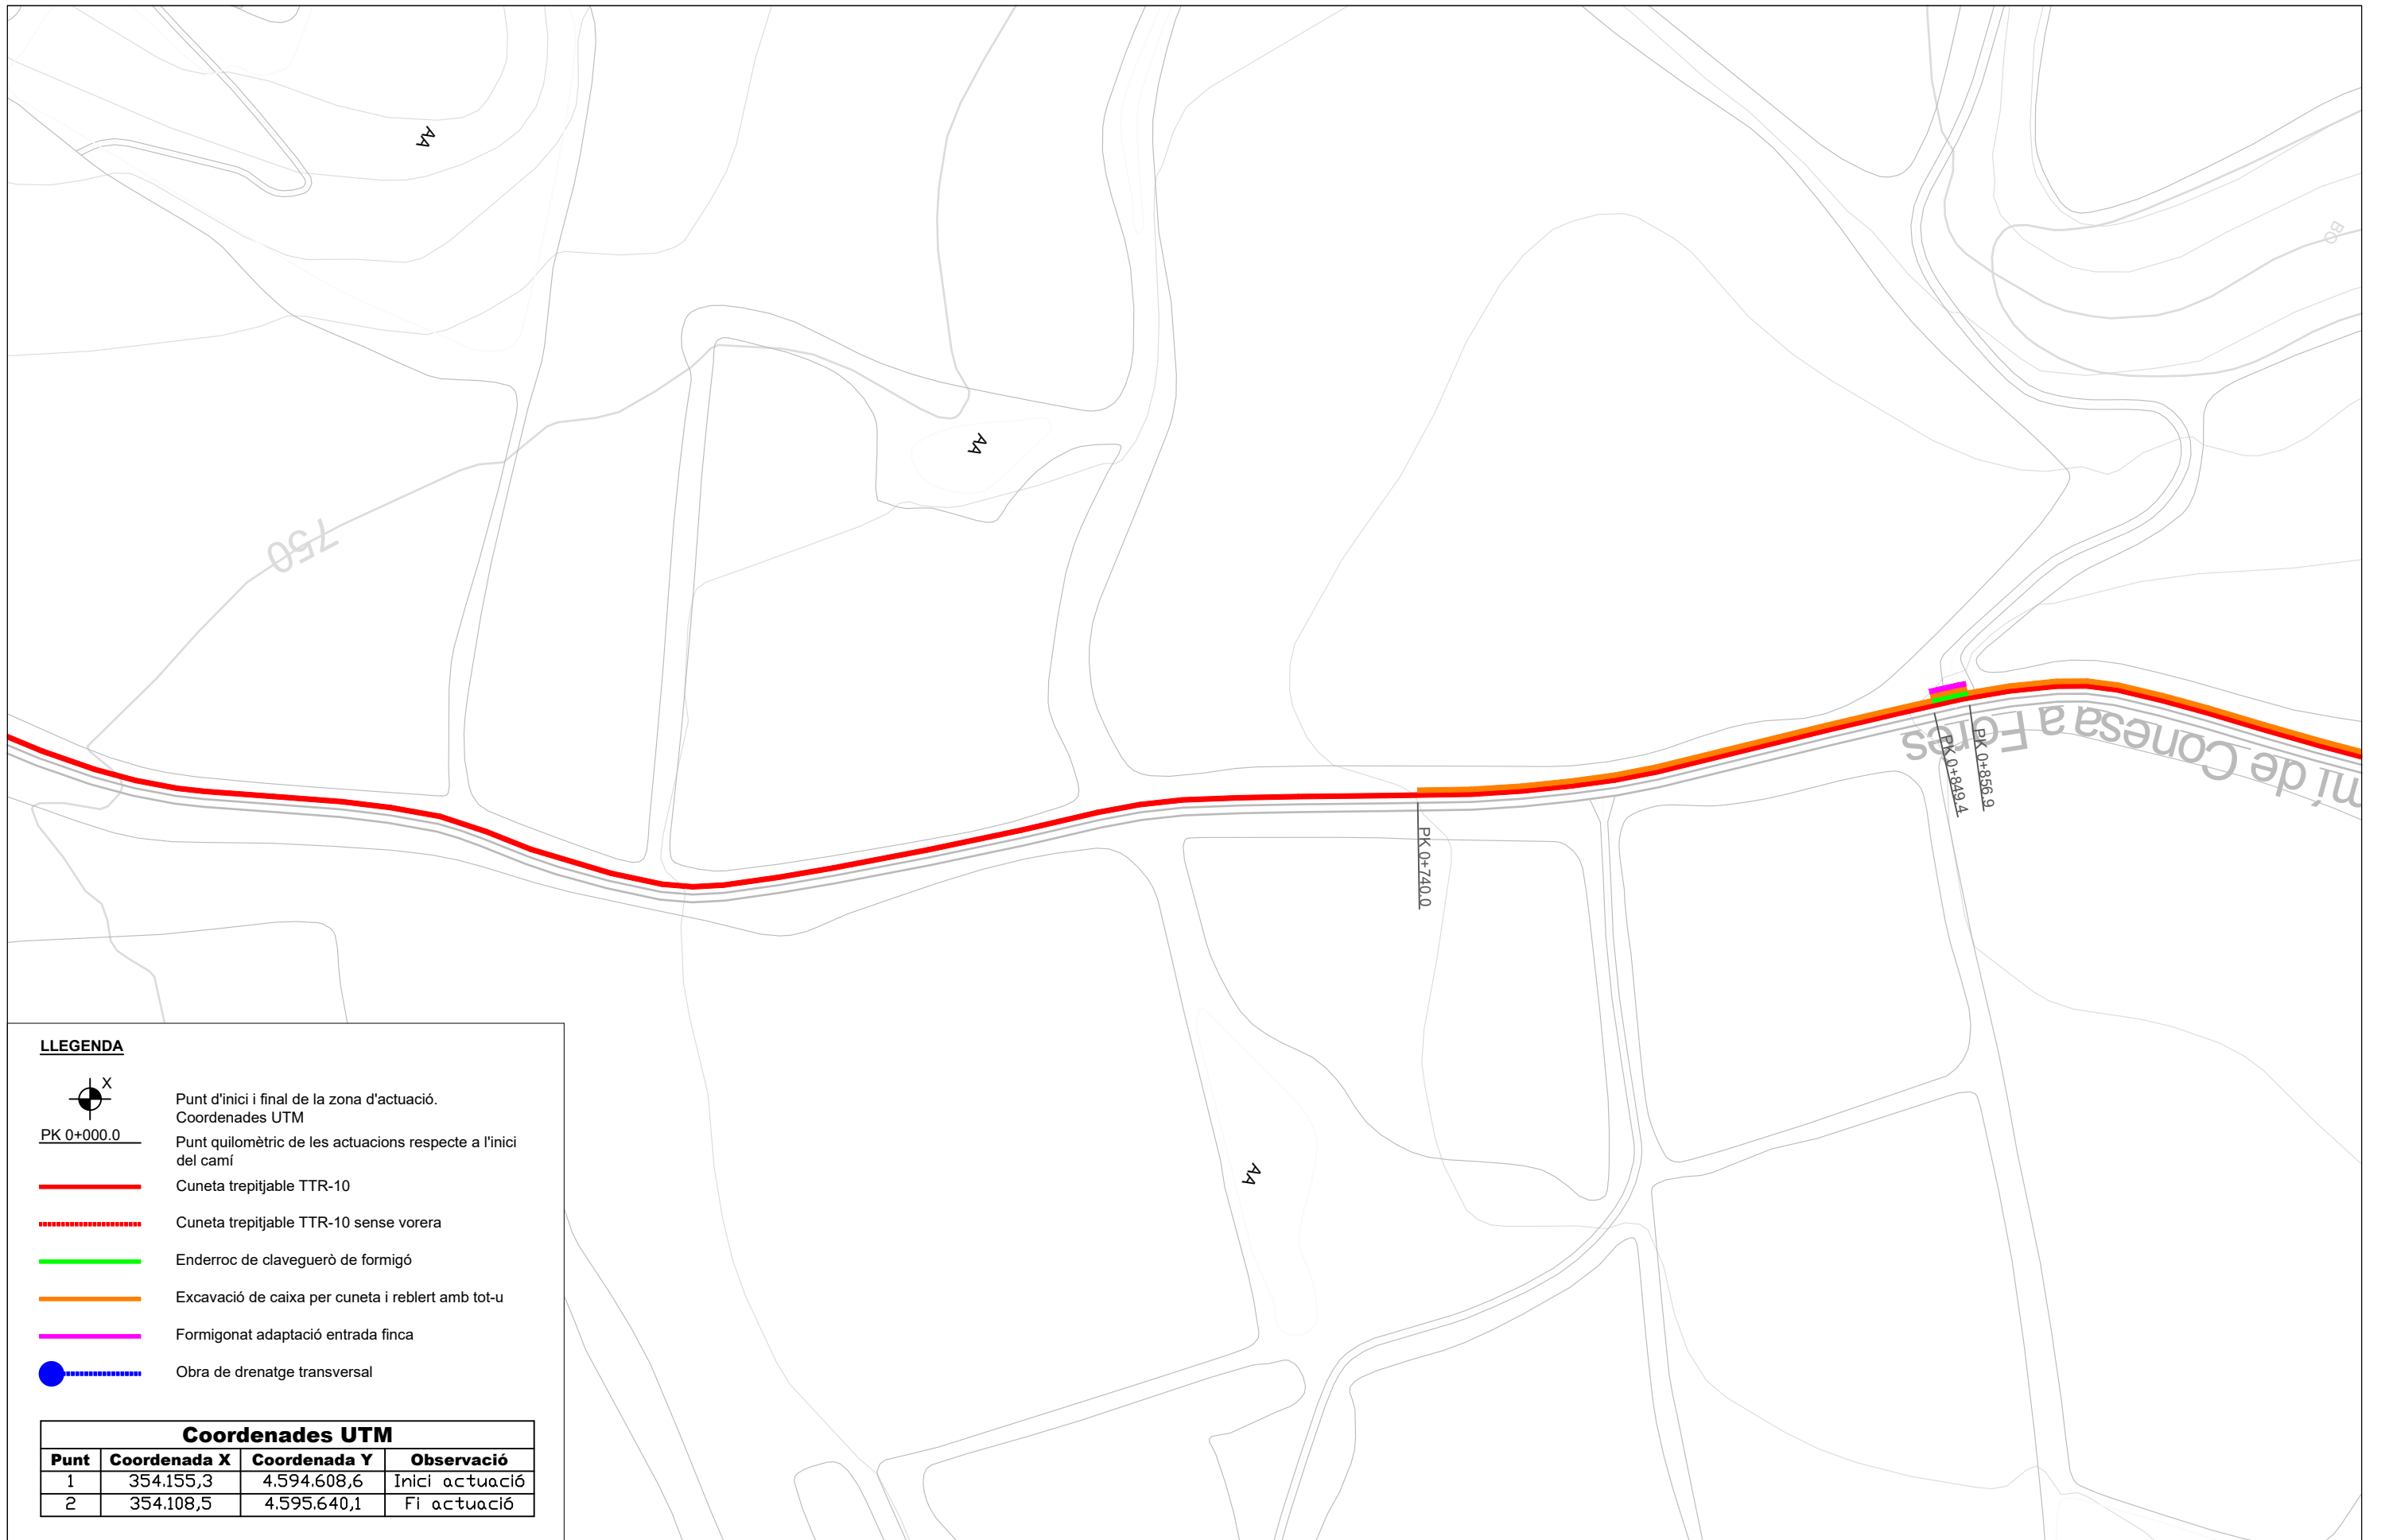 AA
BO
AA
750
mí de Conesa a Forès
PK 0+856.9
PK 0+849.4
PK 0+740.0
AA
LLEGENDA
X
Punt d'inici i final de la zona d'actuació.
Coordenades UTM
PK 0+000.0
Punt quilomètric de les actuacions respecte a l'inici
del camí
Cuneta trepitjable TTR-10
Cuneta trepitjable TTR-10 sense vorera
Enderroc de claveguerò de formigó
Excavació de caixa per cuneta i reblert amb tot-u
Formigonat adaptació entrada finca
Obra de drenatge transversal
Coordenades UTM
Punt Coordenada X Coordenada Y Observació
1 354.155,3 4.594.608,6 Inici actuació
2 354.108,5 4.595.640,1 Fi actuació